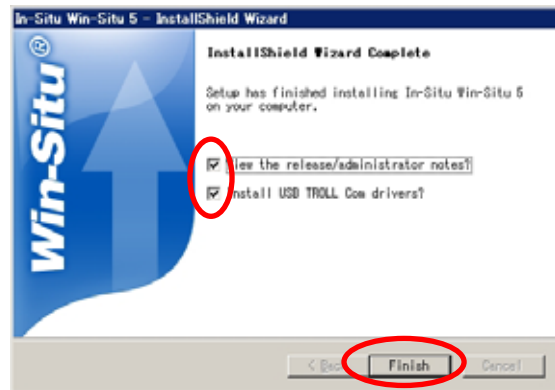 In-Situ Win-Situ 5 - InstallShield Wizard
Win-Situ®
InstallShield Wizard Complete
Setup has finished installing In-Situ Win-Situ 5
on your computer.
View the release/administrator notes?
Install USB TROLL Com drivers?
< Back
Finish
Cancel